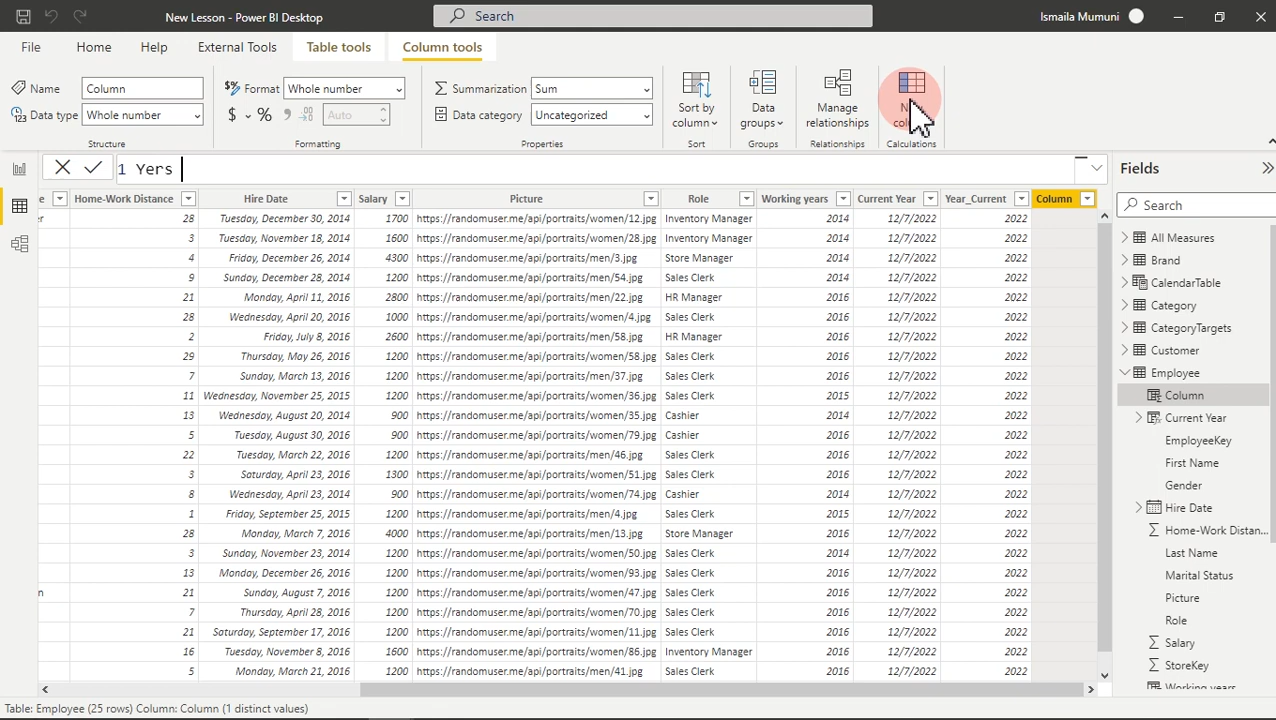 New Lesson - Power BI Desktop
Search
Ismaila Mumuni
File Home Help External Tools Table tools Column tools
Name Column
Data type Whole number
Structure
Format Whole number
$ % Auto
Formatting
Summarization Sum
Data category Uncategorized
Properties
Sort by column
Sort
Data groups
Groups
Manage relationships
Relationships
Calculations
1 Yers
Fields
Search
Home-Work Distance Hire Date Salary Picture Role Working years Current Year Year_Current Column
28 Tuesday, December 30, 2014 1700 https://randomuser.me/api/portraits/women/12.jpg Inventory Manager 2014 12/7/2022 2022
3 Tuesday, November 18, 2014 1600 https://randomuser.me/api/portraits/women/28.jpg Inventory Manager 2014 12/7/2022 2022
4 Friday, December 26, 2014 4300 https://randomuser.me/api/portraits/men/3.jpg Store Manager 2014 12/7/2022 2022
9 Sunday, December 28, 2014 1200 https://randomuser.me/api/portraits/men/54.jpg Sales Clerk 2014 12/7/2022 2022
21 Monday, April 11, 2016 2800 https://randomuser.me/api/portraits/men/22.jpg HR Manager 2016 12/7/2022 2022
28 Wednesday, April 20, 2016 1000 https://randomuser.me/api/portraits/women/4.jpg Sales Clerk 2016 12/7/2022 2022
2 Friday, July 8, 2016 2600 https://randomuser.me/api/portraits/men/58.jpg HR Manager 2016 12/7/2022 2022
29 Thursday, May 26, 2016 1200 https://randomuser.me/api/portraits/women/58.jpg Sales Clerk 2016 12/7/2022 2022
7 Sunday, March 13, 2016 1200 https://randomuser.me/api/portraits/men/37.jpg Sales Clerk 2016 12/7/2022 2022
11 Wednesday, November 25, 2015 1200 https://randomuser.me/api/portraits/women/36.jpg Sales Clerk 2015 12/7/2022 2022
13 Wednesday, August 20, 2014 900 https://randomuser.me/api/portraits/women/35.jpg Cashier 2014 12/7/2022 2022
5 Tuesday, August 30, 2016 900 https://randomuser.me/api/portraits/women/79.jpg Cashier 2016 12/7/2022 2022
22 Tuesday, March 22, 2016 1200 https://randomuser.me/api/portraits/men/46.jpg Sales Clerk 2016 12/7/2022 2022
3 Saturday, April 23, 2016 1300 https://randomuser.me/api/portraits/women/51.jpg Sales Clerk 2016 12/7/2022 2022
8 Wednesday, April 23, 2014 900 https://randomuser.me/api/portraits/women/74.jpg Cashier 2014 12/7/2022 2022
1 Friday, September 25, 2015 1200 https://randomuser.me/api/portraits/men/4.jpg Sales Clerk 2015 12/7/2022 2022
28 Monday, March 7, 2016 4000 https://randomuser.me/api/portraits/men/13.jpg Store Manager 2016 12/7/2022 2022
3 Sunday, November 23, 2014 1200 https://randomuser.me/api/portraits/women/50.jpg Sales Clerk 2014 12/7/2022 2022
13 Monday, December 26, 2016 1200 https://randomuser.me/api/portraits/women/93.jpg Sales Clerk 2016 12/7/2022 2022
21 Sunday, August 7, 2016 1200 https://randomuser.me/api/portraits/women/47.jpg Sales Clerk 2016 12/7/2022 2022
7 Thursday, April 28, 2016 1200 https://randomuser.me/api/portraits/women/70.jpg Sales Clerk 2016 12/7/2022 2022
21 Saturday, September 17, 2016 1200 https://randomuser.me/api/portraits/women/11.jpg Sales Clerk 2016 12/7/2022 2022
16 Tuesday, November 8, 2016 1600 https://randomuser.me/api/portraits/women/86.jpg Inventory Manager 2016 12/7/2022 2022
5 Monday, March 21, 2016 1200 https://randomuser.me/api/portraits/men/41.jpg Sales Clerk 2016 12/7/2022 2022
All Measures
Brand
CalendarTable
Category
CategoryTargets
Customer
Employee
Column
Current Year
EmployeeKey
First Name
Gender
Hire Date
Home-Work Distan...
Last Name
Marital Status
Picture
Role
Salary
StoreKey
Working years
Table: Employee (25 rows) Column: Column (1 distinct values)